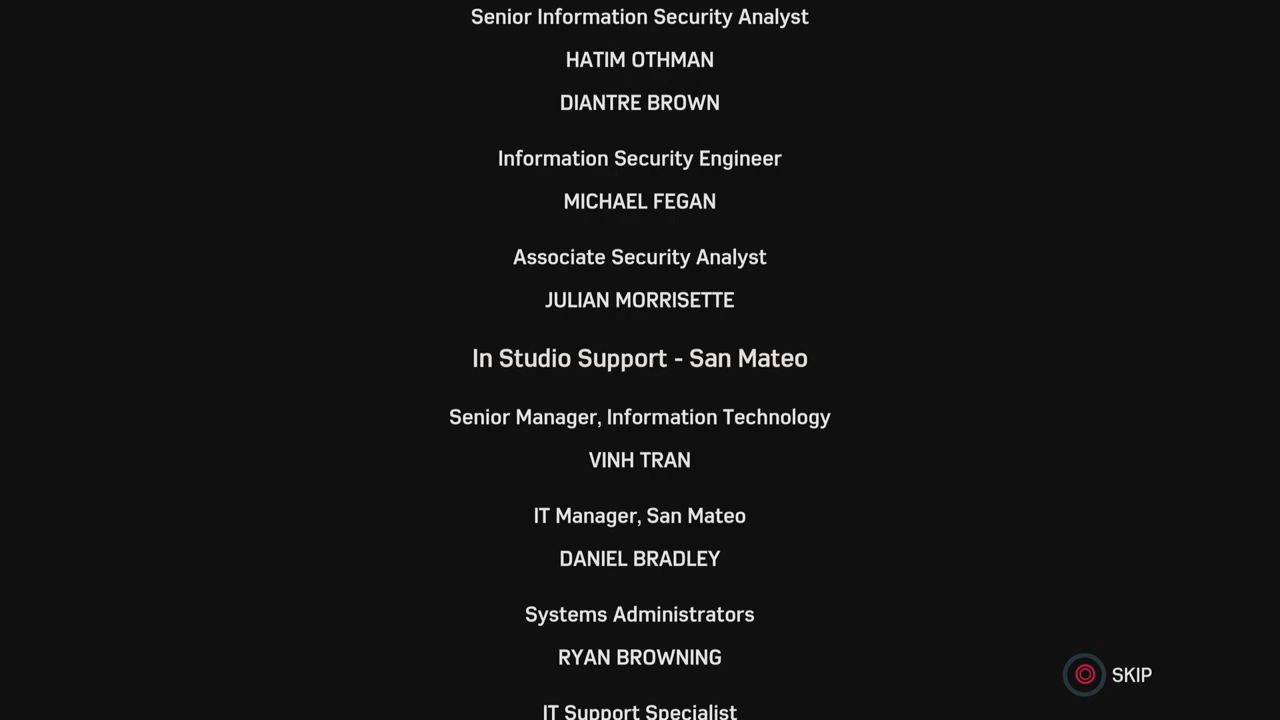 Senior Information Security Analyst
HATIM OTHMAN
DIANTRE BROWN
Information Security Engineer
MICHAEL FEGAN
Associate Security Analyst
JULIAN MORRISETTE
In Studio Support - San Mateo
Senior Manager, Information Technology
VINH TRAN
IT Manager, San Mateo
DANIEL BRADLEY
Systems Administrators
RYAN BROWNING
SKIP
IT Support Specialist